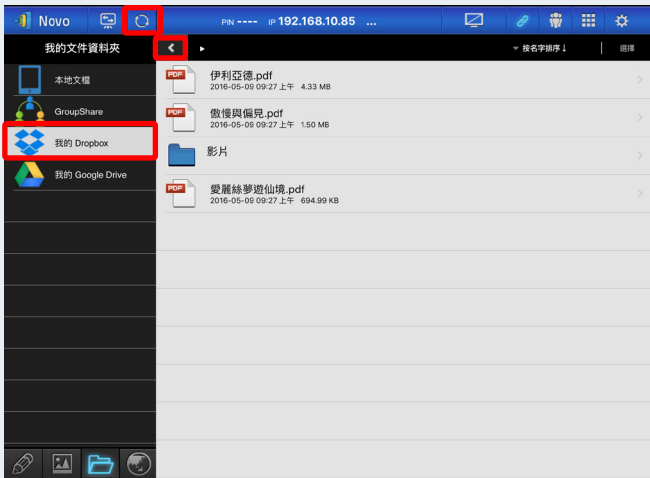 Novo PIN ---- IP 192.168.10.85 ...
我的文件資料夾 按名字排序↓ 選擇
本地文檔
GroupShare
我的 Dropbox
我的 Google Drive
PDF 伊利亞德.pdf
2016-05-09 09:27 上午 4.33 MB
PDF 傲慢與偏見.pdf
2016-05-09 09:27 上午 1.50 MB
影片
PDF 愛麗絲夢遊仙境.pdf
2016-05-09 09:27 上午 694.99 KB